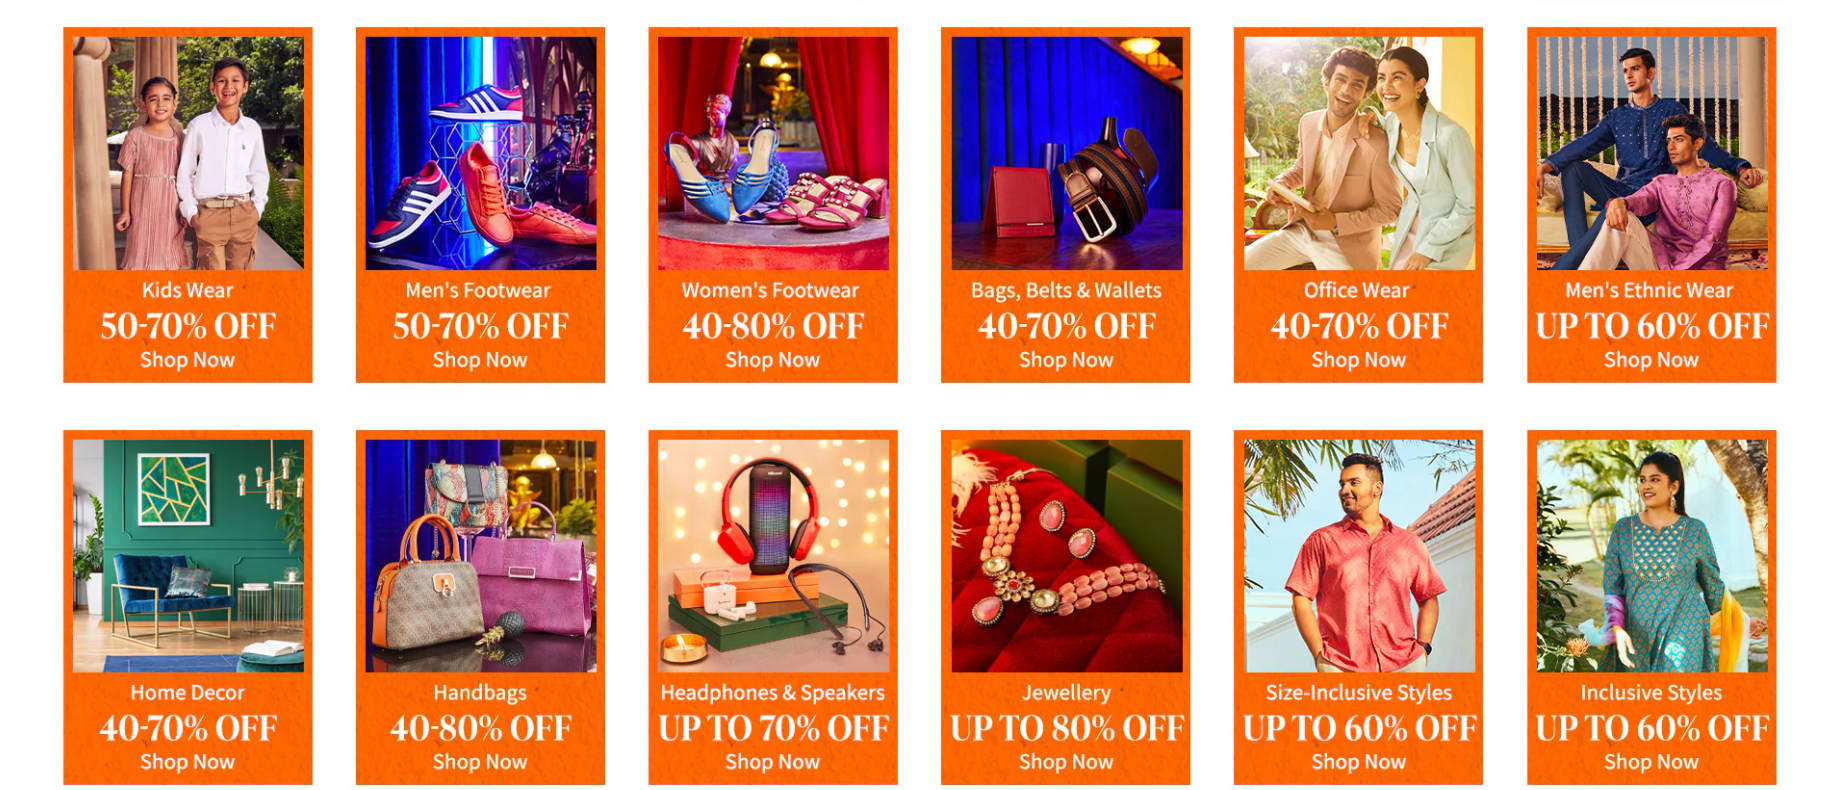 Kids Wear
50-70% OFF
Shop Now
Men's Footwear
50-70% OFF
Shop Now
Women's Footwear
40-80% OFF
Shop Now
Bags, Belts & Wallets
40-70% OFF
Shop Now
Office Wear
40-70% OFF
Shop Now
Men's Ethnic Wear
UP TO 60% OFF
Shop Now
Home Decor
40-70% OFF
Shop Now
Handbags
40-80% OFF
Shop Now
Headphones & Speakers
UP TO 70% OFF
Shop Now
Jewellery
UP TO 80% OFF
Shop Now
Size-Inclusive Styles
UP TO 60% OFF
Shop Now
Inclusive Styles
UP TO 60% OFF
Shop Now